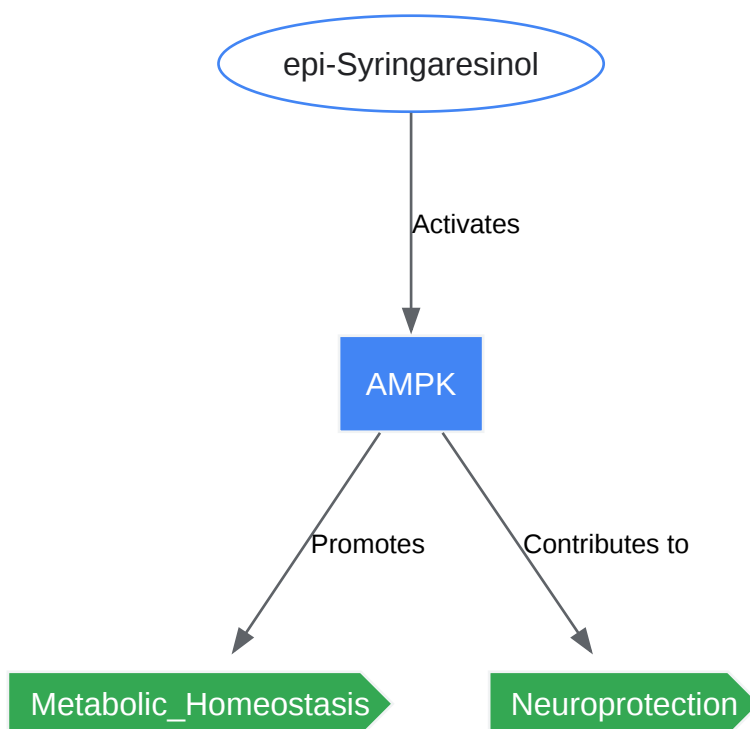 epi-Syringaresinol
Activates
AMPK
Promotes
Contributes to
Metabolic_Homeostasis
Neuroprotection